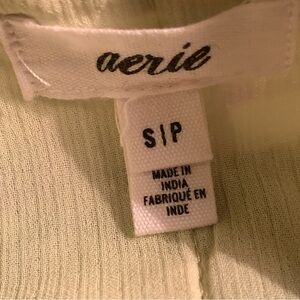 aerie
S|P
MADE IN
INDIA
FABRIQUÉ EN
INDE